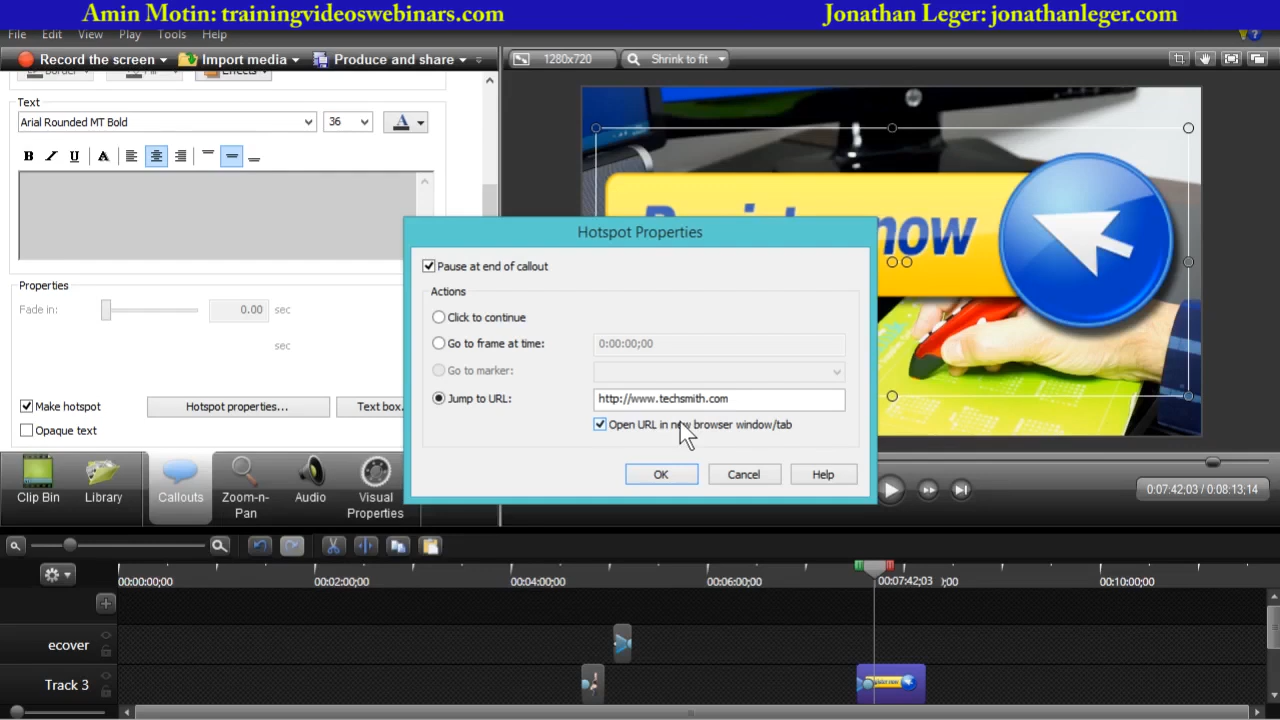 Amin Motin: trainingvideoswebinars.com
Jonathan Leger: jonathanleger.com
File Edit View Play Tools Help
Record the screen Import media Produce and share
1280x720 Shrink to fit
Effects
Text
Arial Rounded MT Bold 36
B I U A
now
Properties
Fade in: 0.00 sec
sec
Make hotspot Hotspot properties... Text box.
Opaque text
Hotspot Properties
Pause at end of callout
Actions
Click to continue
Go to frame at time: 0:00:00;00
Go to marker:
Jump to URL: http://www.techsmith.com
Open URL in new browser window/tab
OK Cancel Help
Clip Bin Library Callouts Zoom-n-Pan Audio Visual Properties
0:07:42;03 / 0:08:13;14
00:00:00;00 00:02:00;00 00:04:00;00 00:06:00;00 00:07:42;03 ;00 00:10:00;00
ecover
Track 3